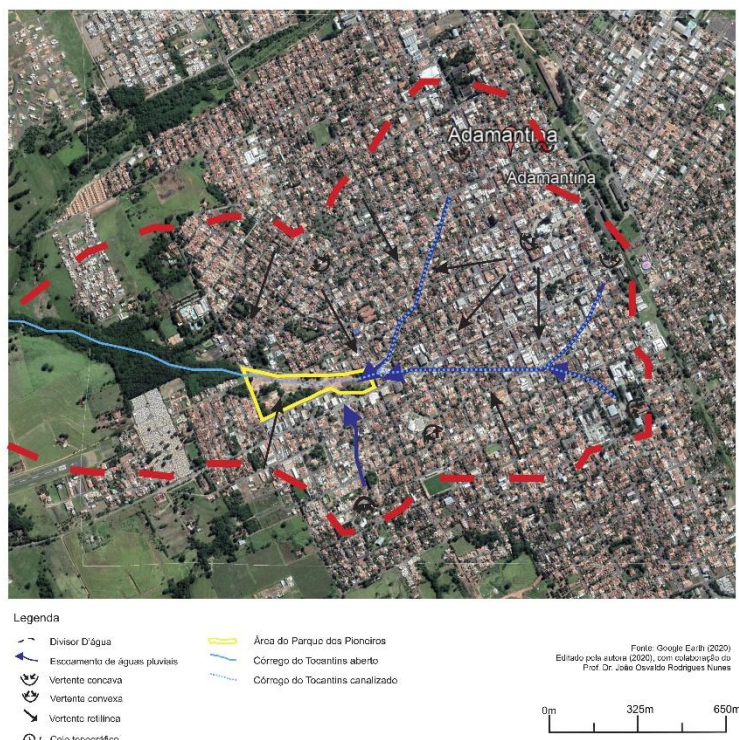 Adamantina
Adamantina
Legenda
Divisor D'água
Escoamento de águas pluviais
Vertente concava
Vertente convexa
Vertente retilínea
topográfico
Área do Parque dos Pioneiros
Córrego do Tocantins aberto
Córrego do Tocantins canalizado
Fonte: Google Earth (2020)
Editado pela autora (2020), com colaboração do
Prof. Dr. João Osvaldo Rodrigues Nunes
0m 325m 650m